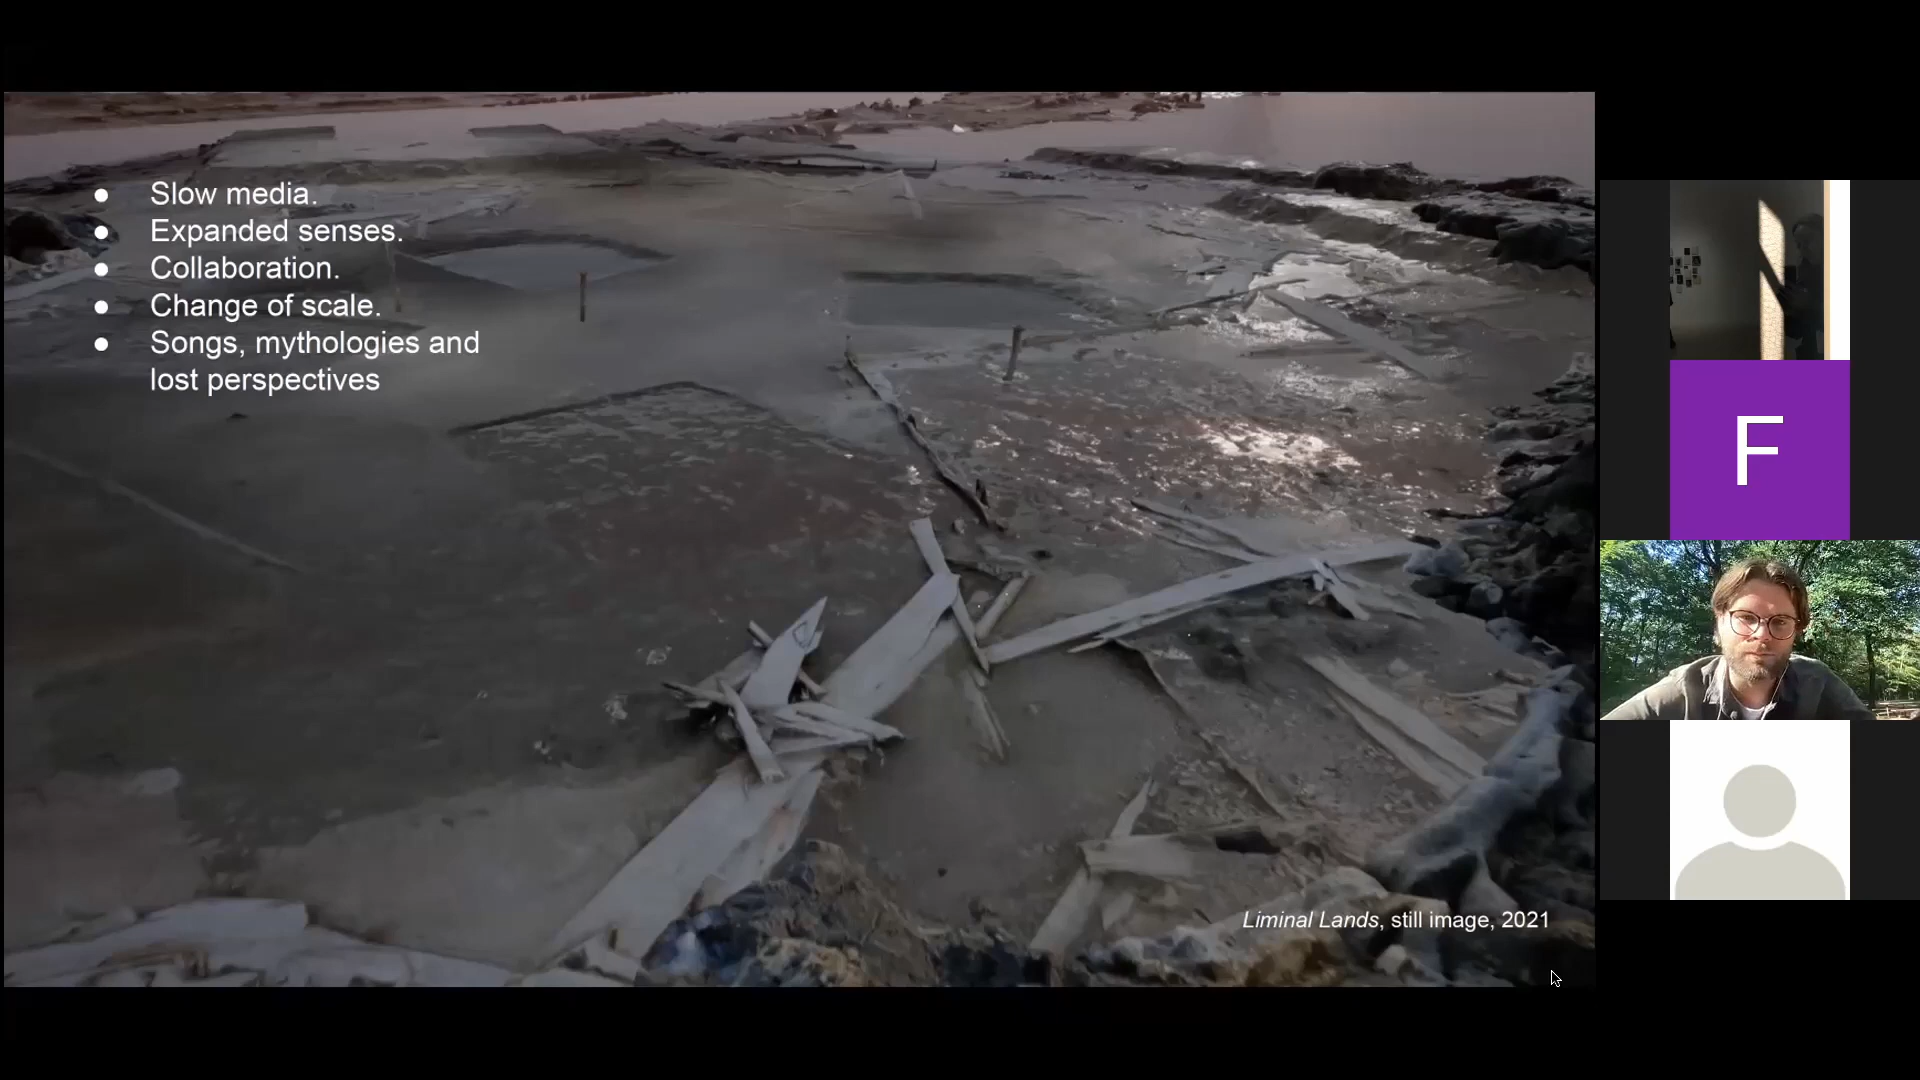 ● Slow media.
● Expanded senses.
● Collaboration.
● Change of scale.
● Songs, mythologies and
lost perspectives
F
Liminal Lands, still image, 2021